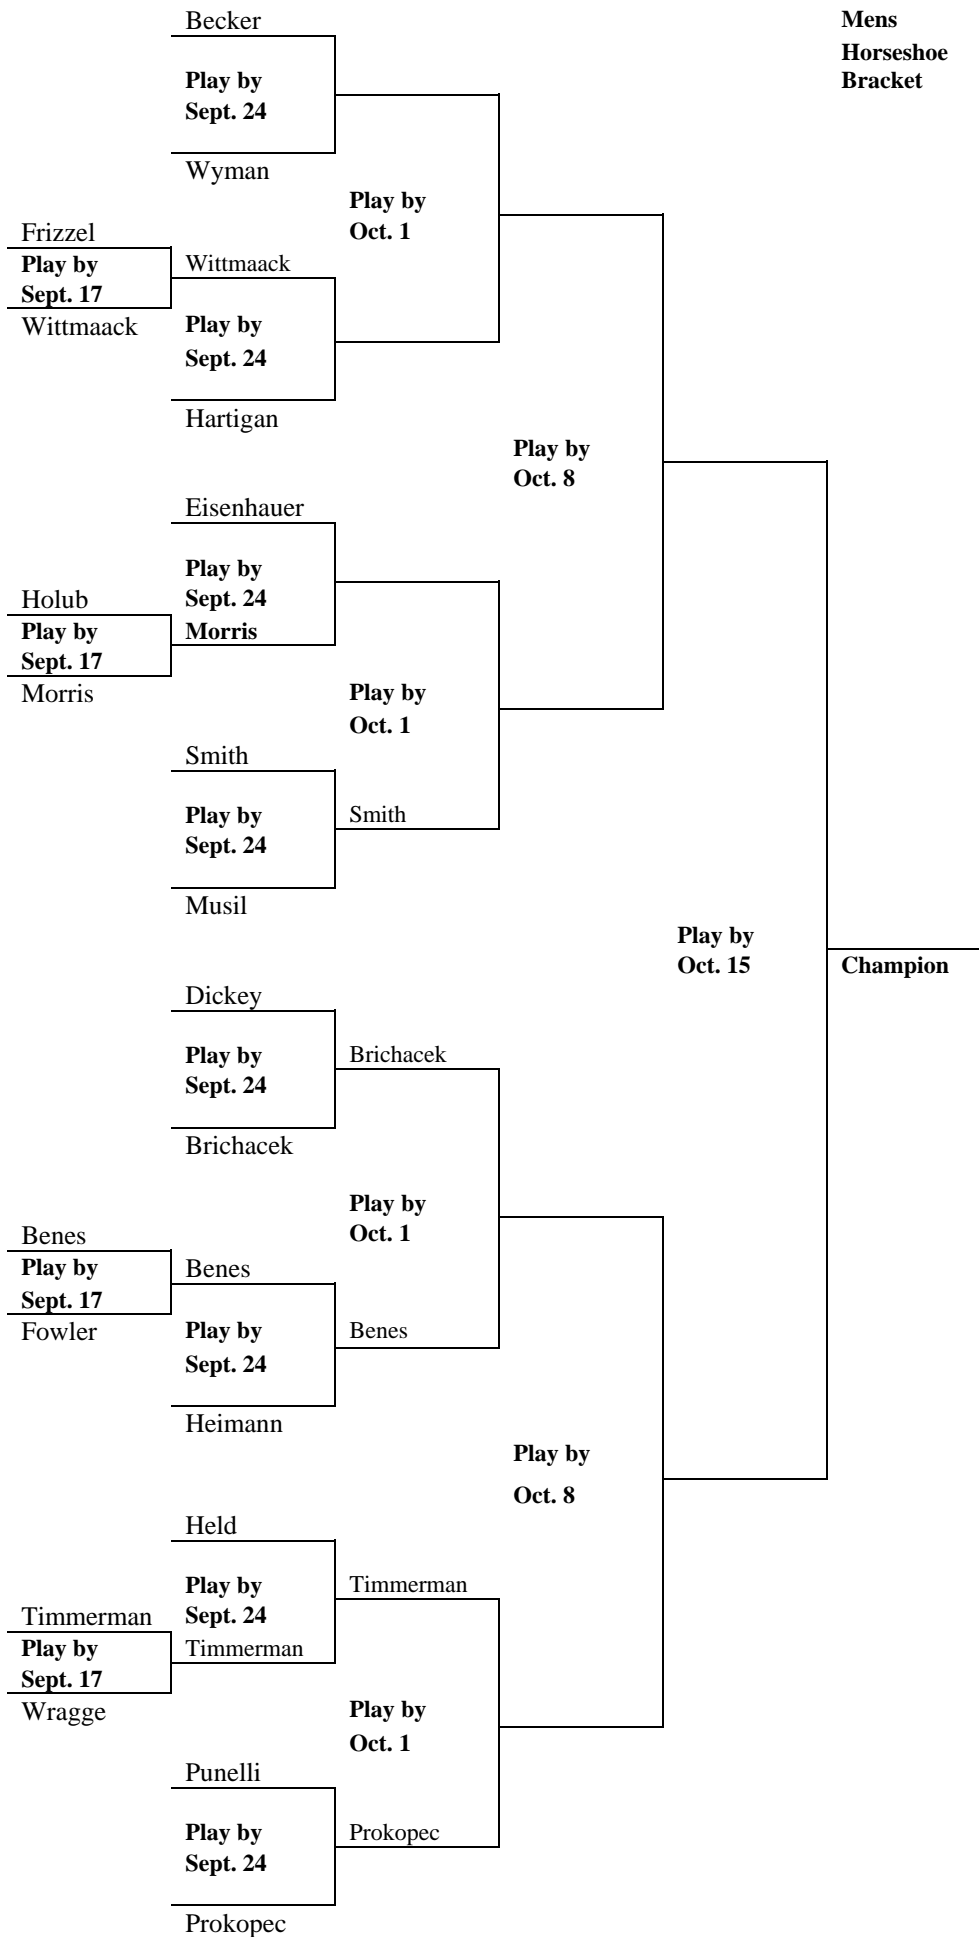 Becker
Mens
Horseshoe
Bracket
Play by
Sept. 24
Wyman
Play by
Oct. 1
Frizzel
Play by
Sept. 17
Wittmaack
Wittmaack
Play by
Sept. 24
Hartigan
Play by
Oct. 8
Eisenhauer
Play by
Sept. 24
Morris
Holub
Play by
Sept. 17
Morris
Play by
Oct. 1
Smith
Play by
Sept. 24
Smith
Musil
Play by
Oct. 15
Champion
Dickey
Play by
Sept. 24
Brichacek
Brichacek
Play by
Oct. 1
Benes
Play by
Sept. 17
Fowler
Benes
Play by
Sept. 24
Benes
Heimann
Play by
Oct. 8
Held
Play by
Sept. 24
Timmerman
Timmerman
Timmerman
Play by
Sept. 17
Wragge
Play by
Oct. 1
Punelli
Play by
Sept. 24
Prokopec
Prokopec